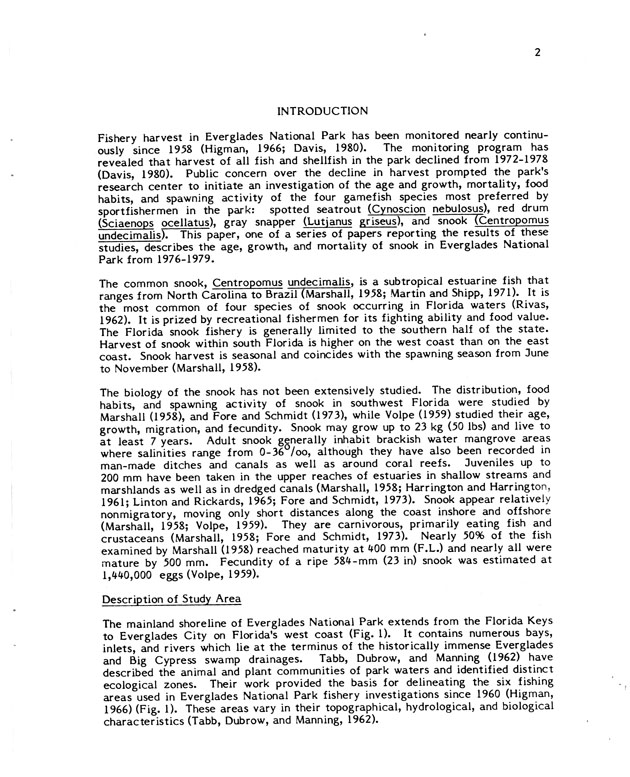 2
INTRODUCTION
Fishery harvest in Everglades National Park has been monitored nearly continu-
ously since 1958 (Higman, 1966; Davis, 1980). The monitoring program has
revealed that harvest of all fish and shellfish in the park declined from 1972-1978
(Davis, 1980). Public concern over the decline in harvest prompted the park's
research center to initiate an investigation of the age and growth, mortality, food
habits, and spawning activity of the four gamefish species most preferred by
sportfishermen in the park: spotted seatrout (Cynoscion nebulosus), red drum
(Sciaenops ocellatus), gray snapper (Lutjanus griseus), and snook (Centropomus
undecimalis). This paper, one of a series of papers reporting the results of these
studies, describes the age, growth, and mortality of snook in Everglades National
Park from 1976-1979.
The common snook, Centropomus undecimalis, is a subtropical estuarine fish that
ranges from North Carolina to Brazil (Marshall, 1958; Martin and Shipp, 1971). It is
the most common of four species of snook occurring in Florida waters (Rivas,
1962). It is prized by recreational fishermen for its fighting ability and food value.
The Florida snook fishery is generally limited to the southern half of the state.
Harvest of snook within south Florida is higher on the west coast than on the east
coast. Snook harvest is seasonal and coincides with the spawning season from June
to November (Marshall, 1958).
The biology of the snook has not been extensively studied. The distribution, food
habits, and spawning activity of snook in southwest Florida were studied by
Marshall (1958), and Fore and Schmidt (1973), while Volpe (1959) studied their age,
growth, migration, and fecundity. Snook may grow up to 23 kg (50 lbs) and live to
at least 7 years. Adult snook generally inhabit brackish water mangrove areas
where salinities range from 0-36°/oo, although they have also been recorded in
man-made ditches and canals as well as around coral reefs. Juveniles up to
200 mm have been taken in the upper reaches of estuaries in shallow streams and
marshlands as well as in dredged canals (Marshall, 1958; Harrington and Harrington,
1961; Linton and Rickards, 1965; Fore and Schmidt, 1973). Snook appear relatively
nonmigratory, moving only short distances along the coast inshore and offshore
(Marshall, 1958; Volpe, 1959). They are carnivorous, primarily eating fish and
crustaceans (Marshall, 1958; Fore and Schmidt, 1973). Nearly 50% of the fish
examined by Marshall (1958) reached maturity at 400 mm (F.L.) and nearly all were
mature by 500 mm. Fecundity of a ripe 584-mm (23 in) snook was estimated at
1,440,000 eggs (Volpe, 1959).
Description of Study Area
The mainland shoreline of Everglades National Park extends from the Florida Keys
to Everglades City on Florida's west coast (Fig. 1). It contains numerous bays,
inlets, and rivers which lie at the terminus of the historically immense Everglades
and Big Cypress swamp drainages. Tabb, Dubrow, and Manning (1962) have
described the animal and plant communities of park waters and identified distinct
ecological zones. Their work provided the basis for delineating the six fishing
areas used in Everglades National Park fishery investigations since 1960 (Higman,
1966) (Fig. 1). These areas vary in their topographical, hydrological, and biological
characteristics (Tabb, Dubrow, and Manning, 1962).